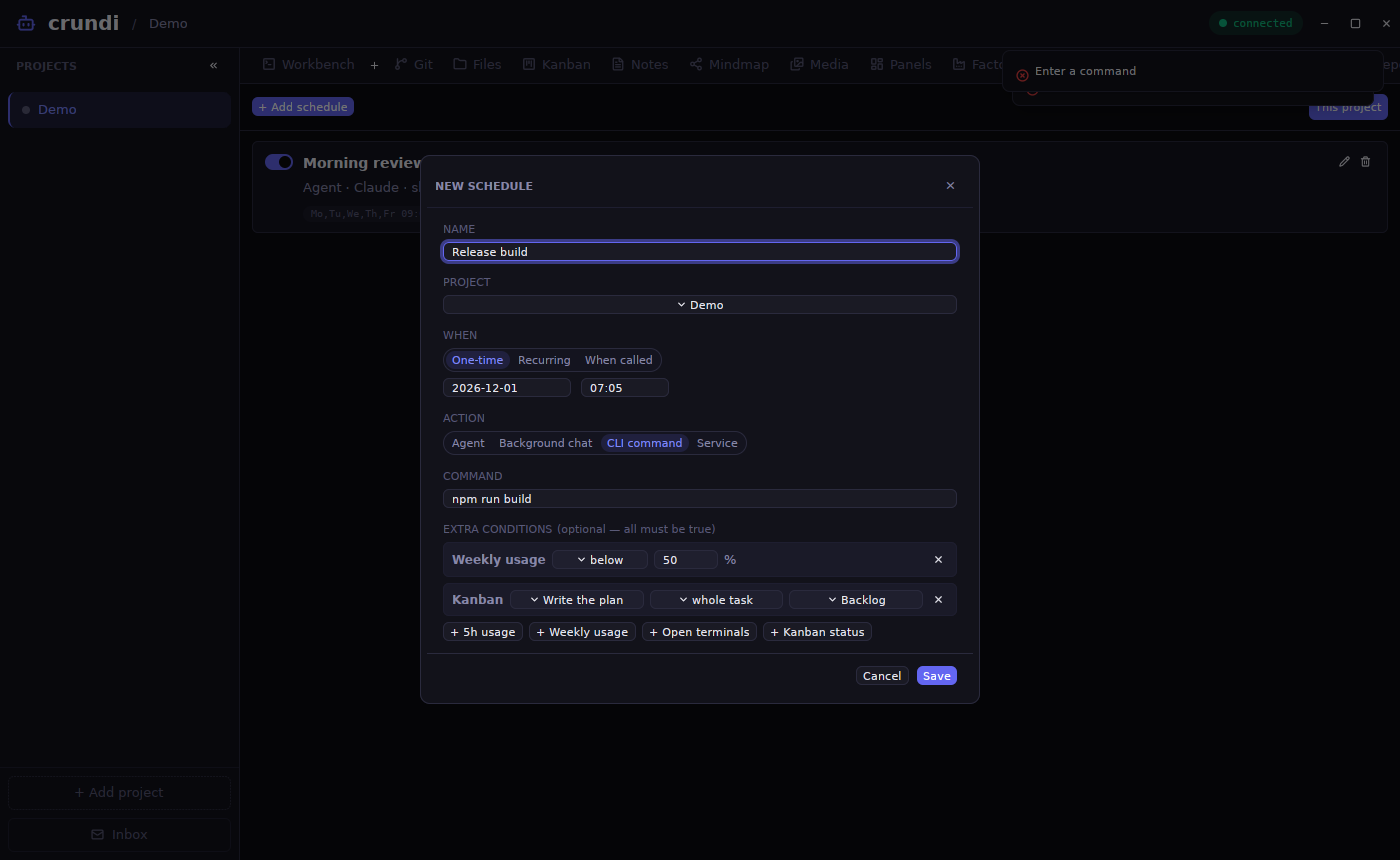 crundi / Demo
connected
PROJECTS «
Workbench + Git Files Kanban Notes Mindmap Media Panels
Enter a command
Demo
+ Add schedule
This project
Morning review
Agent · Claude ·
Mo,Tu,We,Th,Fr 09:
NEW SCHEDULE
NAME
Release build
PROJECT
Demo
WHEN
One-time Recurring When called
2026-12-01 07:05
ACTION
Agent Background chat CLI command Service
COMMAND
npm run build
EXTRA CONDITIONS (optional — all must be true)
Weekly usage below 50 %
Kanban Write the plan whole task Backlog
+ 5h usage + Weekly usage + Open terminals + Kanban status
Cancel Save
+ Add project
Inbox